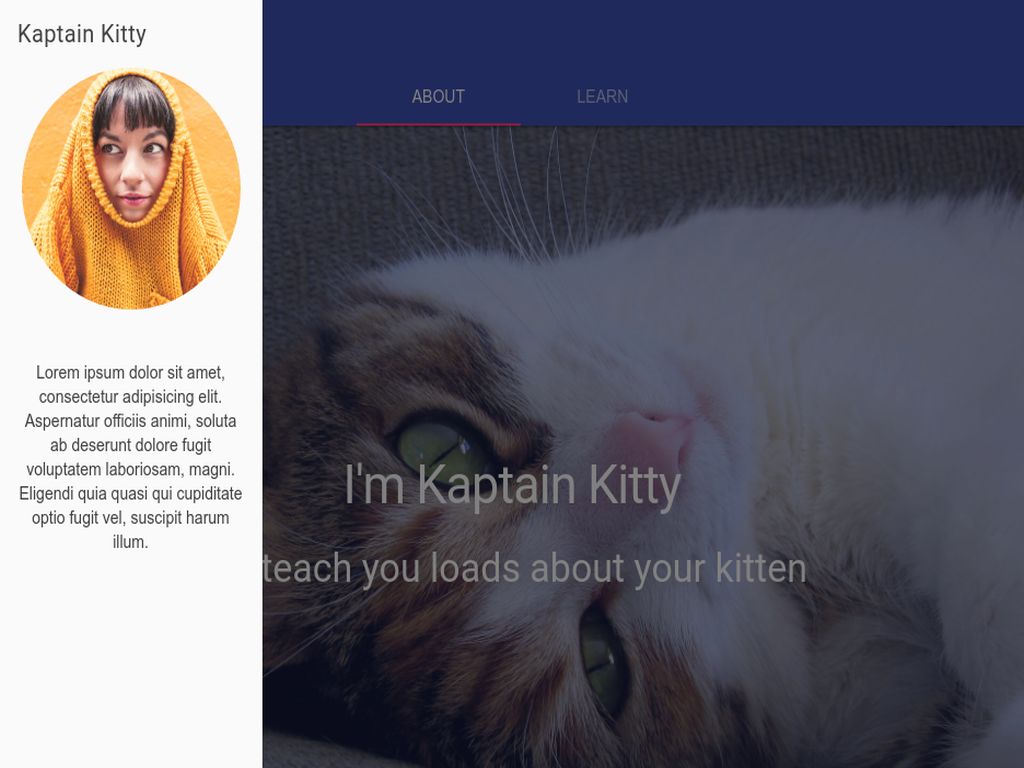 Kaptain Kitty
ABOUT
LEARN
Lorem ipsum dolor sit amet,
consectetur adipisicing elit.
Aspernatur officiis animi, soluta
ab deserunt dolore fugit
voluptatem laboriosam, magni.
Eligendi quia quasi qui cupiditate
optio fugit vel, suscipit harum
illum.
I'm Kaptain Kitty
teach you loads about your kitten